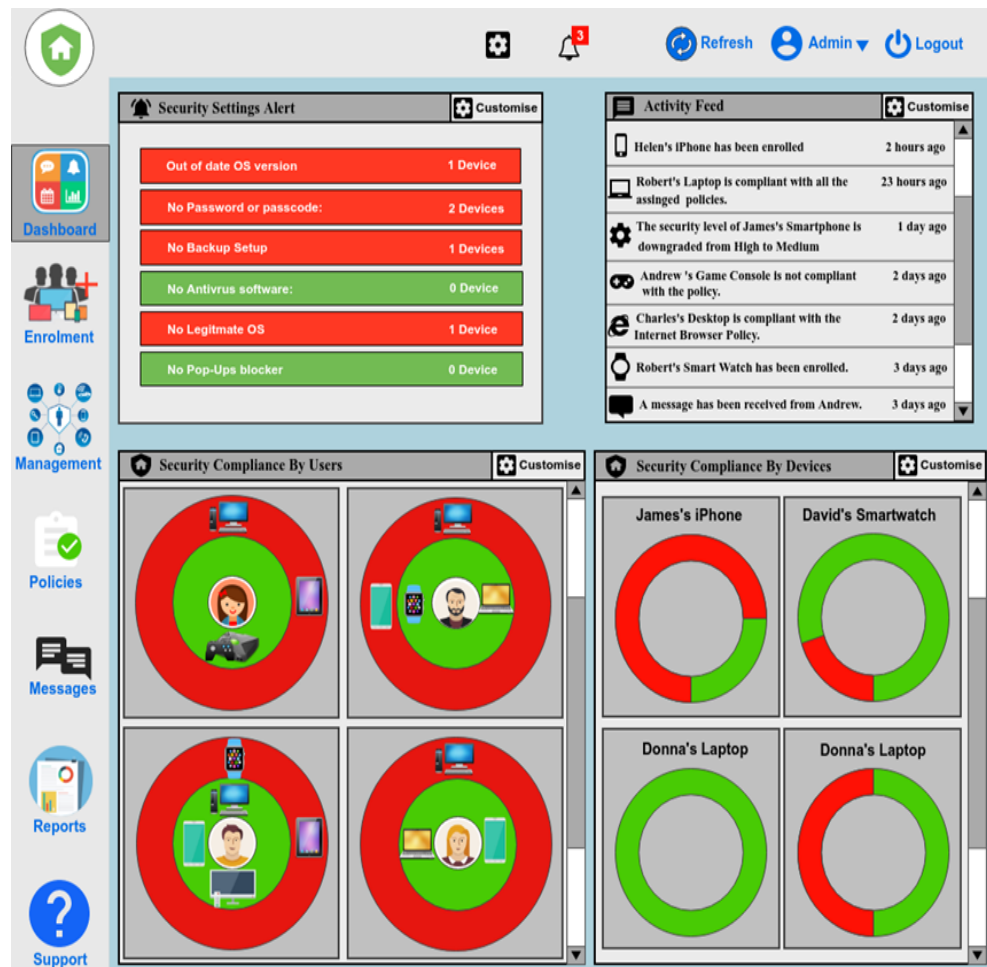 3
Refresh
Admin
Logout
Dashboard
Enrolment
Management
Policies
Messages
Reports
Support
Security Settings Alert
Customise
Out of date OS version 1 Device
No Password or passcode: 2 Devices
No Backup Setup 1 Devices
No Antivrus software: 0 Device
No Legitmate OS 1 Device
No Pop-Ups blocker 0 Device
Activity Feed
Customise
Helen's iPhone has been enrolled 2 hours ago
Robert's Laptop is compliant with all the 23 hours ago
assinged policies.
The security level of James's Smartphone is 1 day ago
downgraded from High to Medium
Andrew 's Game Console is not compliant 2 days ago
with the policy.
Charles's Desktop is compliant with the 2 days ago
Internet Browser Policy.
Robert's Smart Watch has been enrolled. 3 days ago
A message has been received from Andrew. 3 days ago
Security Compliance By Users
Customise
Security Compliance By Devices
Customise
James's iPhone
David's Smartwatch
Donna's Laptop
Donna's Laptop